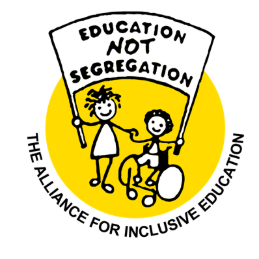 EDUCATION
NOT
SEGREGATION
THE ALLIANCE FOR INCLUSIVE EDUCATION